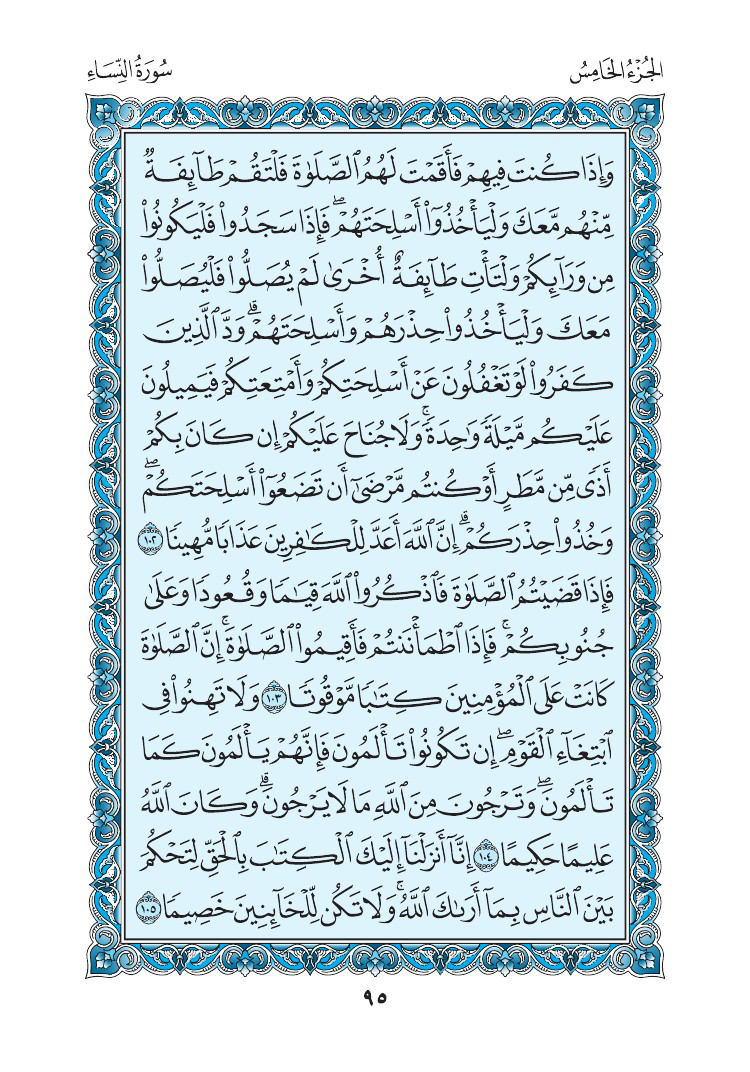 الجُزْءُ الخَامِسُ
سُورَةُ النِّسَاءِ
وَإِذَا كُنتَ فِيهِمْ فَأَقَمْتَ لَهُمُ ٱلصَّلَوٰةَ فَلْتَقُمْ طَآئِفَةٌ
مِّنْهُم مَّعَكَ وَلْيَأْخُذُوٓا۟ أَسْلِحَتَهُمْۖ فَإِذَا سَجَدُوا۟ فَلْيَكُونُوا۟
مِن وَرَآئِكُمْ وَلْتَأْتِ طَآئِفَةٌ أُخْرَىٰ لَمْ يُصَلُّوا۟ فَلْيُصَلُّوا۟
مَعَكَ وَلْيَأْخُذُوا۟ حِذْرَهُمْ وَأَسْلِحَتَهُمْۗ وَدَّ ٱلَّذِينَ
كَفَرُوا۟ لَوْ تَغْفُلُونَ عَنْ أَسْلِحَتِكُمْ وَأَمْتِعَتِكُمْ فَيَمِيلُونَ
عَلَيْكُم مَّيْلَةً وَٰحِدَةًۚ وَلَا جُنَاحَ عَلَيْكُمْ إِن كَانَ بِكُمْ
أَذًى مِّن مَّطَرٍ أَوْ كُنتُم مَّرْضَىٰٓ أَن تَضَعُوٓا۟ أَسْلِحَتَكُمْۖ
وَخُذُوا۟ حِذْرَكُمْۗ إِنَّ ٱللَّهَ أَعَدَّ لِلْكَـٰفِرِينَ عَذَابًا مُّهِينًا ١٠٢
فَإِذَا قَضَيْتُمُ ٱلصَّلَوٰةَ فَٱذْكُرُوا۟ ٱللَّهَ قِيَـٰمًا وَقُعُودًا وَعَلَىٰ
جُنُوبِكُمْۚ فَإِذَا ٱطْمَأْنَنتُمْ فَأَقِيمُوا۟ ٱلصَّلَوٰةَۚ إِنَّ ٱلصَّلَوٰةَ
كَانَتْ عَلَى ٱلْمُؤْمِنِينَ كِتَـٰبًا مَّوْقُوتًا ١٠٣ وَلَا تَهِنُوا۟ فِى
ٱبْتِغَآءِ ٱلْقَوْمِۖ إِن تَكُونُوا۟ تَأْلَمُونَ فَإِنَّهُمْ يَأْلَمُونَ كَمَا
تَأْلَمُونَۖ وَتَرْجُونَ مِنَ ٱللَّهِ مَا لَا يَرْجُونَۗ وَكَانَ ٱللَّهُ
عَلِيمًا حَكِيمًا ١٠٤ إِنَّآ أَنزَلْنَآ إِلَيْكَ ٱلْكِتَـٰبَ بِٱلْحَقِّ لِتَحْكُمَ
بَيْنَ ٱلنَّاسِ بِمَآ أَرَىٰكَ ٱللَّهُۚ وَلَا تَكُن لِّلْخَآئِنِينَ خَصِيمًا ١٠٥
٩٥